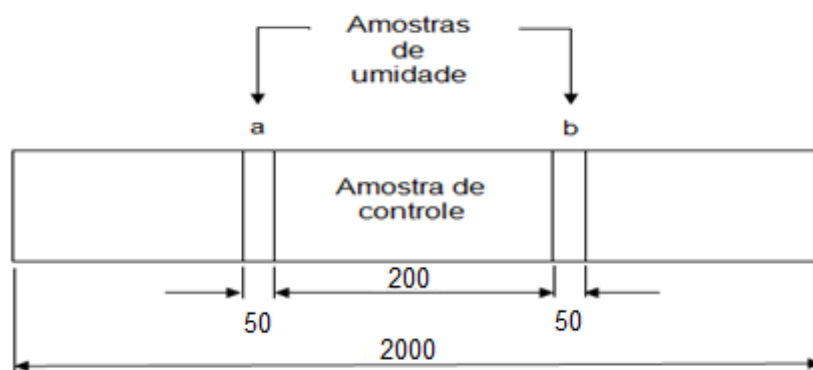 Amostras
de
umidade
a
b
Amostra de
controle
200
50
50
2000